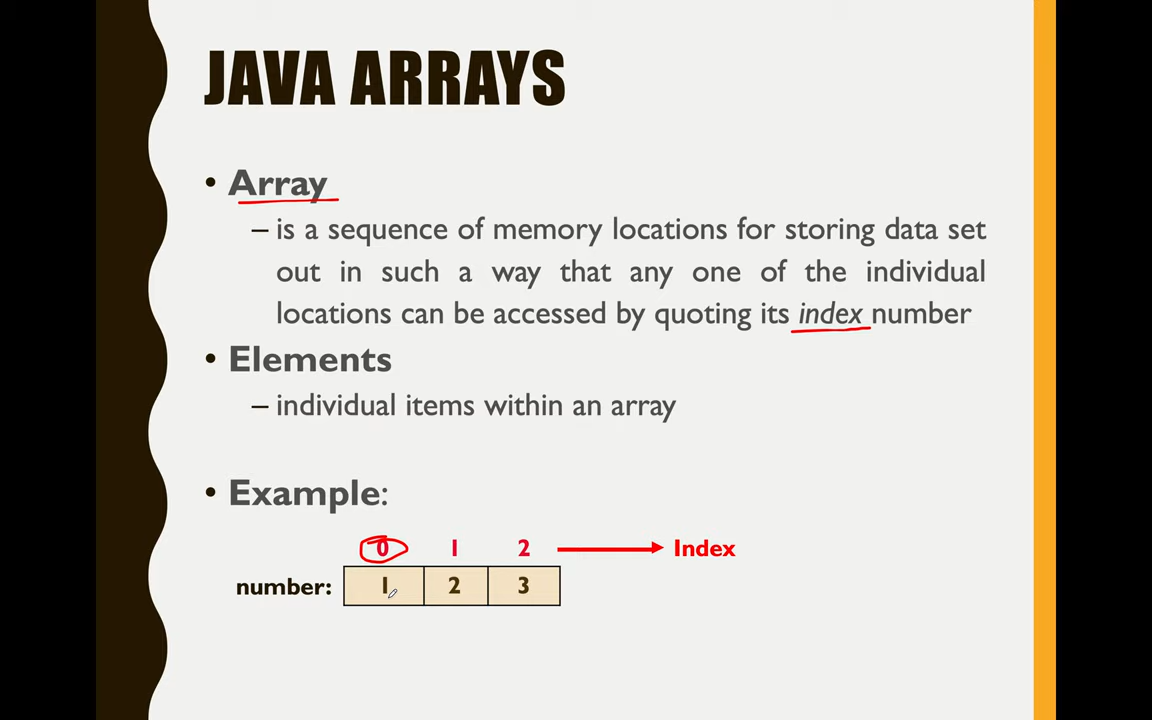 JAVA ARRAYS
• Array
– is a sequence of memory locations for storing data set
out in such a way that any one of the individual
locations can be accessed by quoting its index number
• Elements
– individual items within an array
• Example:
0 1 2 Index
number: 1 2 3